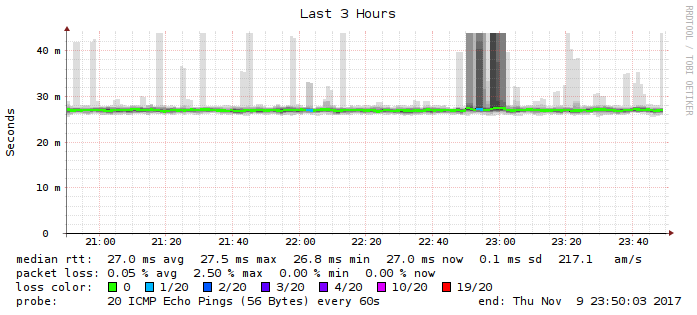 Last 3 Hours
RRDTOOL / TOBI OETIKER
Seconds
40 m
30 m
20 m
10 m
0
21:00 21:20 21:40 22:00 22:20 22:40 23:00 23:20 23:40
median rtt: 27.0 ms avg 27.5 ms max 26.8 ms min 27.0 ms now 0.1 ms sd 217.1 am/s
packet loss: 0.05 % avg 2.50 % max 0.00 % min 0.00 % now
loss color: 0 1/20 2/20 3/20 4/20 10/20 19/20
probe: 20 ICMP Echo Pings (56 Bytes) every 60s end: Thu Nov 9 23:50:03 2017